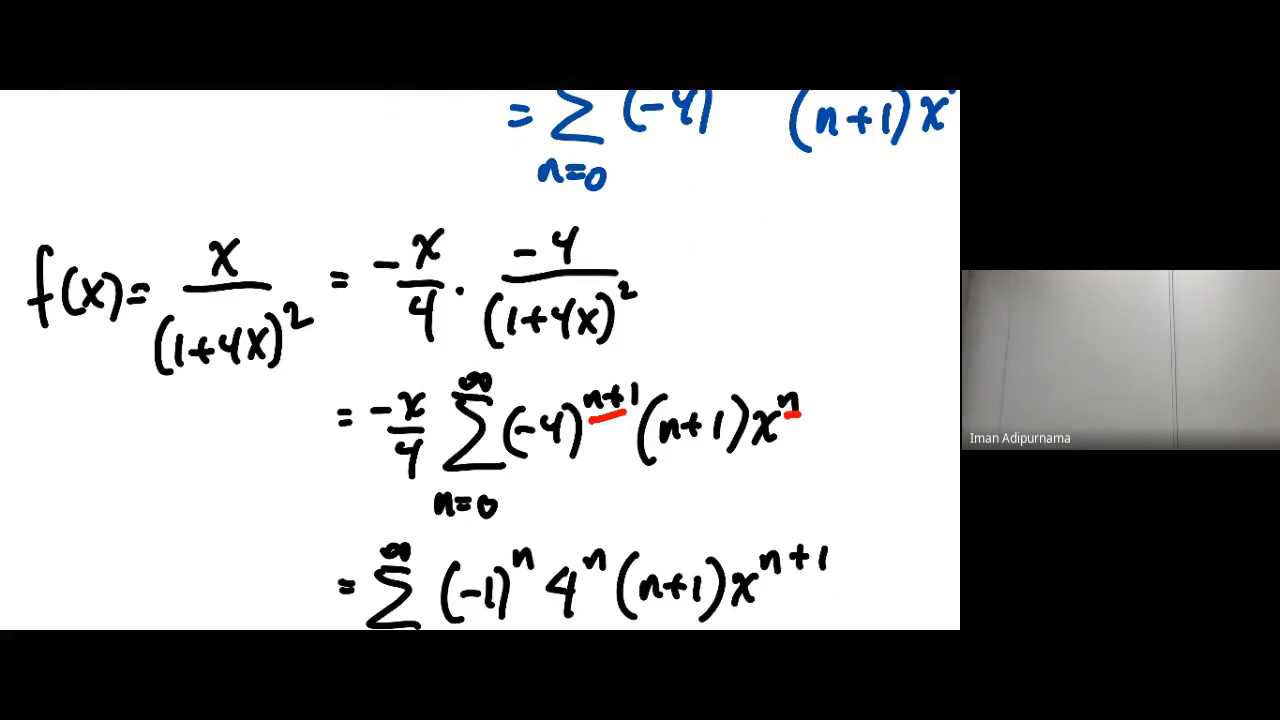 = ∑_{n=0} (-4) (n+1)x
f(x) = x/(1+4x)² = -x/4 · -4/(1+4x)²
= -x/4 ∑_{n=0}^{∞} (-4)^{n+1} (n+1)x^n
= ∑^{∞} (-1)^n 4^n (n+1)x^{n+1}
Iman Adipurnama